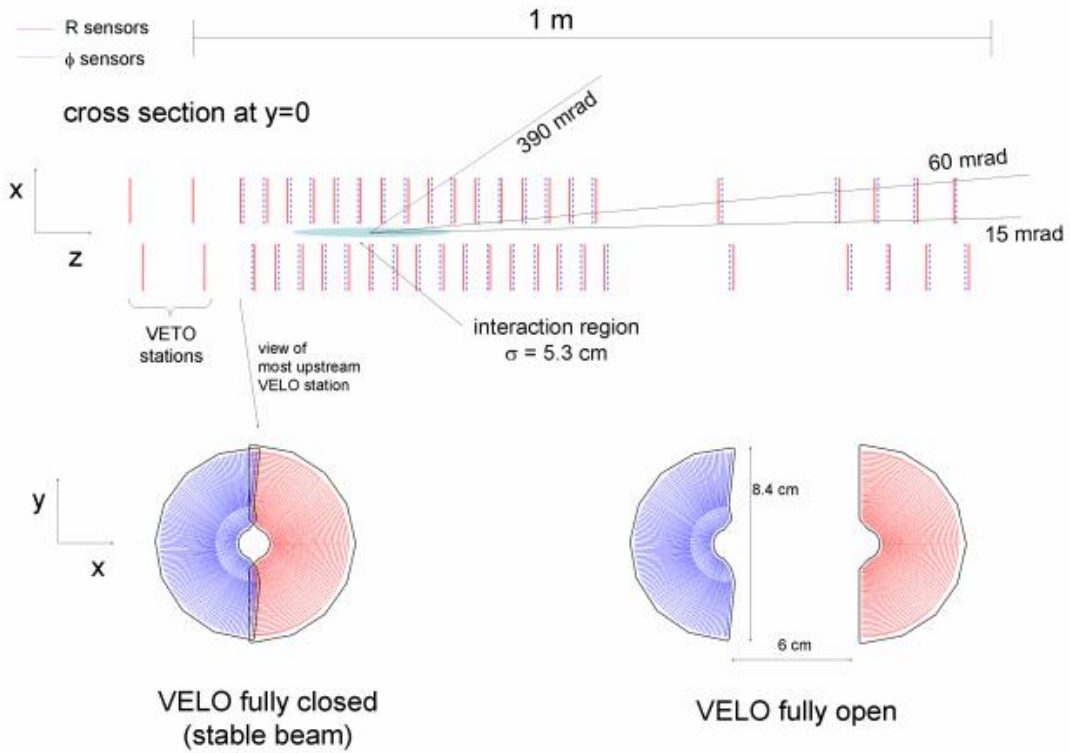 R sensors
ϕ sensors
1 m
cross section at y=0
390 mrad
60 mrad
15 mrad
x
z
VETO
stations
view of
most upstream
VELO station
interaction region
σ = 5.3 cm
y
x
8.4 cm
6 cm
VELO fully closed
(stable beam)
VELO fully open